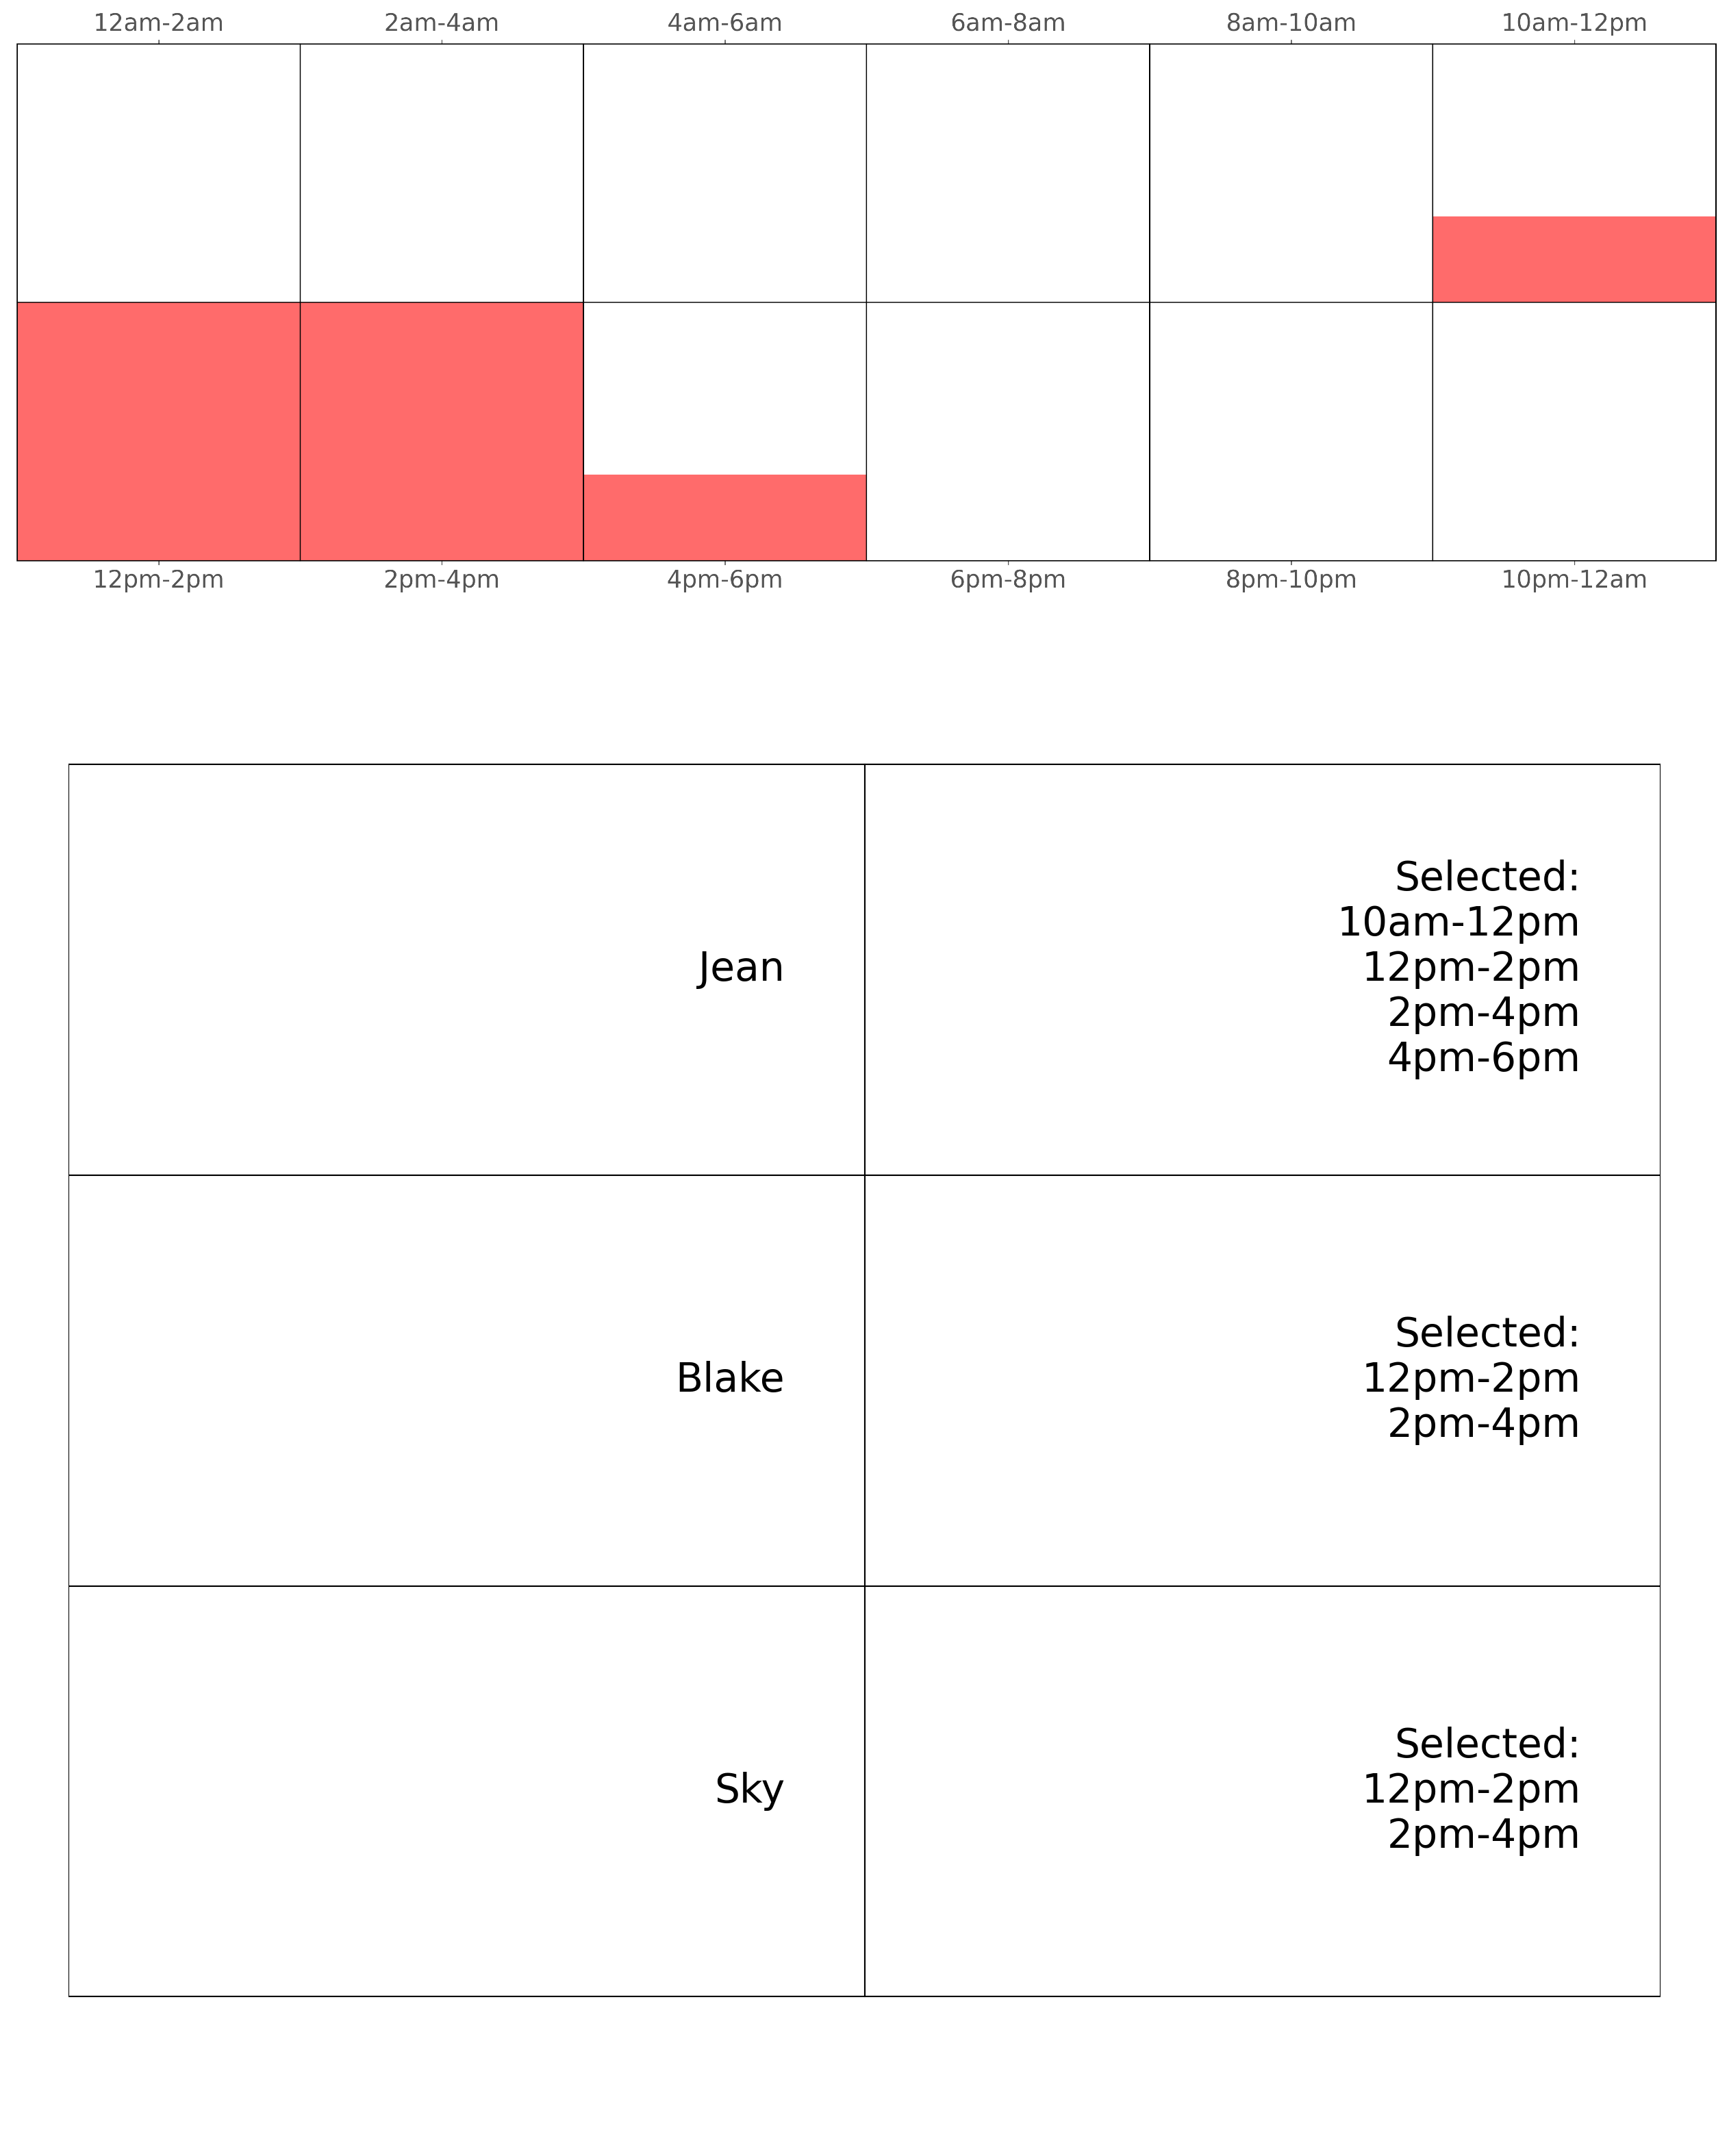 12am-2am 2am-4am 4am-6am 6am-8am 8am-10am 10am-12pm
12pm-2pm 2pm-4pm 4pm-6pm 6pm-8pm 8pm-10pm 10pm-12am
Jean
Selected:
10am-12pm
12pm-2pm
2pm-4pm
4pm-6pm
Blake
Selected:
12pm-2pm
2pm-4pm
Sky
Selected:
12pm-2pm
2pm-4pm